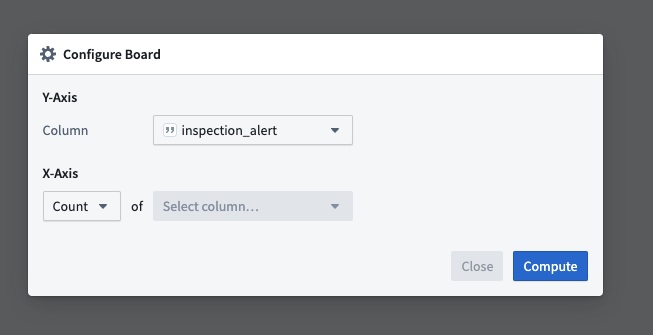 Configure Board
Y-Axis
Column inspection_alert
X-Axis
Count of Select column...
Close Compute